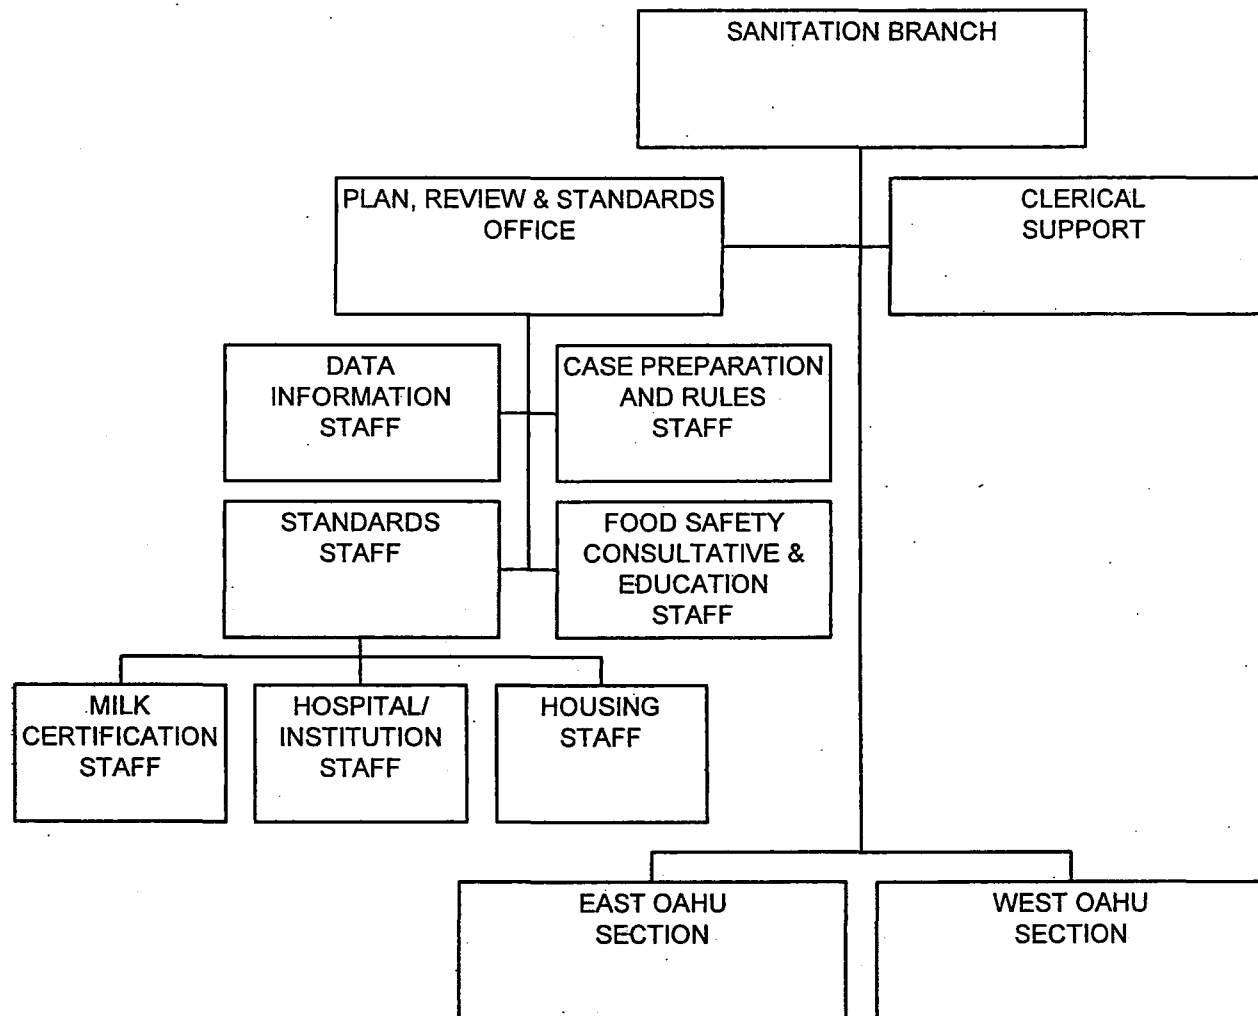 SANITATION BRANCH
PLAN, REVIEW & STANDARDS
OFFICE
CLERICAL
SUPPORT
DATA
INFORMATION
STAFF
CASE PREPARATION
AND RULES
STAFF
STANDARDS
STAFF
FOOD SAFETY
CONSULTATIVE &
EDUCATION
STAFF
MILK
CERTIFICATION
STAFF
HOSPITAL/
INSTITUTION
STAFF
HOUSING
STAFF
EAST OAHU
SECTION
WEST OAHU
SECTION